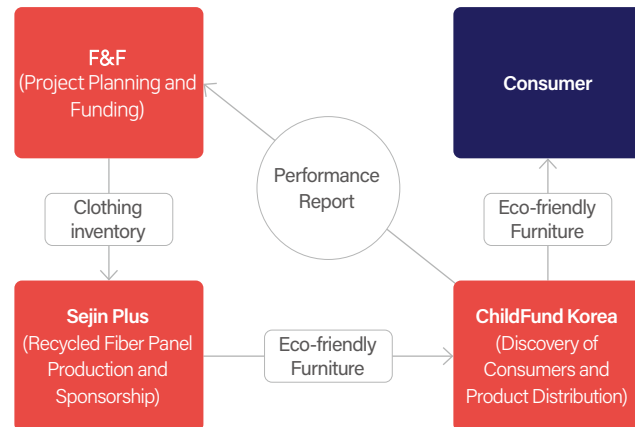 F&F
(Project Planning and
Funding)
Consumer
Performance
Report
Clothing
inventory
Eco-friendly
Furniture
Sejin Plus
(Recycled Fiber Panel
Production and
Sponsorship)
Eco-friendly
Furniture
ChildFund Korea
(Discovery of
Consumers and
Product Distribution)